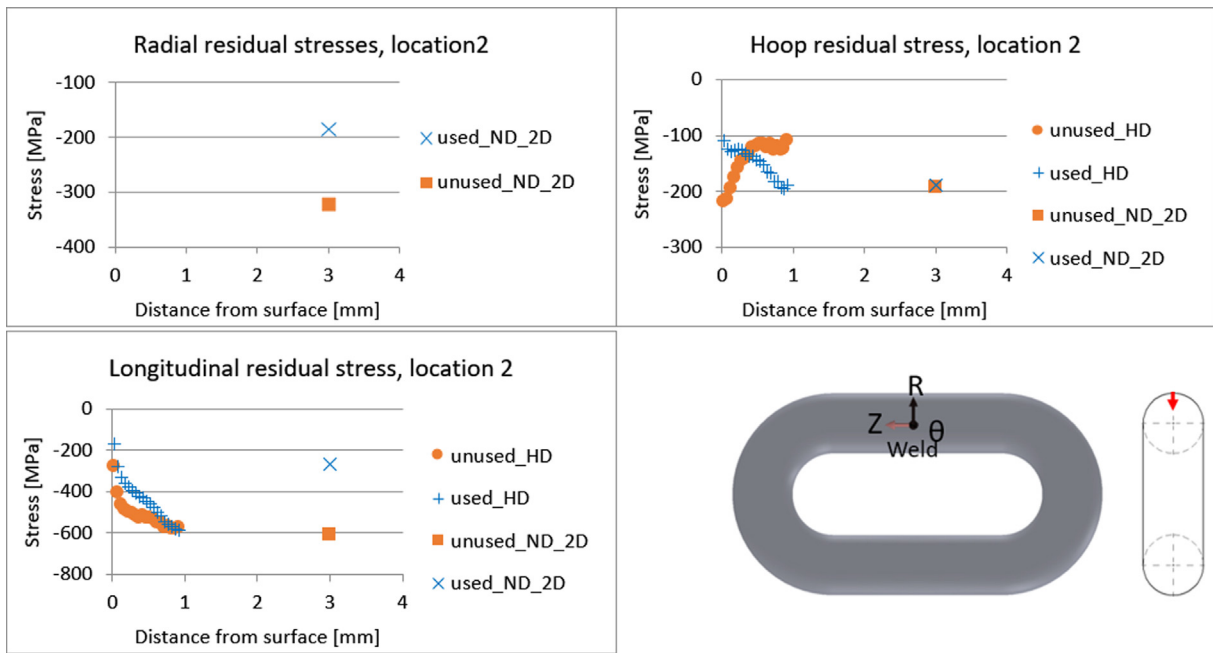 Radial residual stresses, location2
-100
-200
-300
-400
Stress [MPa]
0 1 2 3 4
Distance from surface [mm]
used_ND_2D
unused_ND_2D
Hoop residual stress, location 2
0
-100
-200
-300
Stress [MPa]
0 1 2 3 4
Distance from surface [mm]
unused_HD
used_HD
unused_ND_2D
used_ND_2D
Longitudinal residual stress, location 2
0
-200
-400
-600
-800
Stress [MPa]
0 1 2 3 4
Distance from surface [mm]
unused_HD
used_HD
unused_ND_2D
used_ND_2D
R
Z θ
Weld